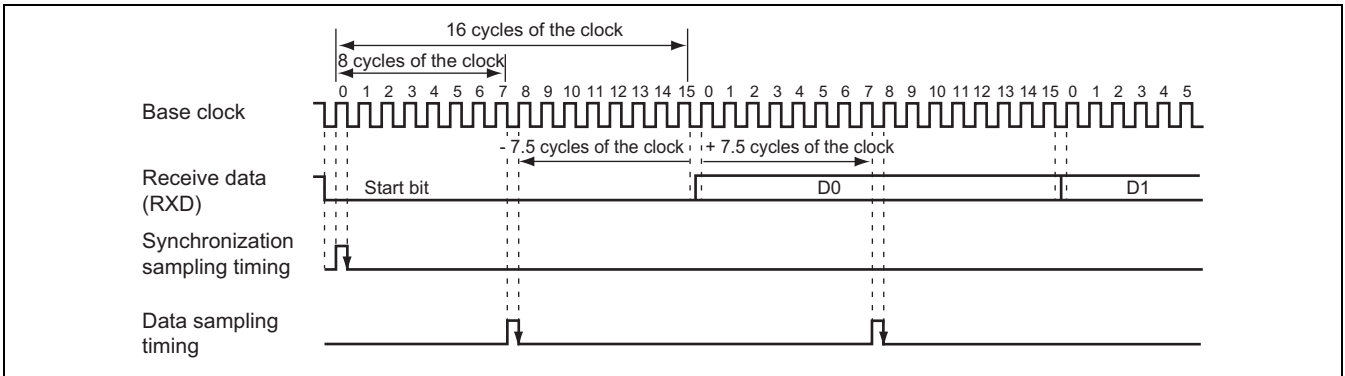 16 cycles of the clock
8 cycles of the clock
0 1 2 3 4 5 6 7 8 9 10 11 12 13 14 15 0 1 2 3 4 5 6 7 8 9 10 11 12 13 14 15 0 1 2 3 4 5
Base clock
- 7.5 cycles of the clock + 7.5 cycles of the clock
Receive data
(RXD)
Start bit D0 D1
Synchronization
sampling timing
Data sampling
timing